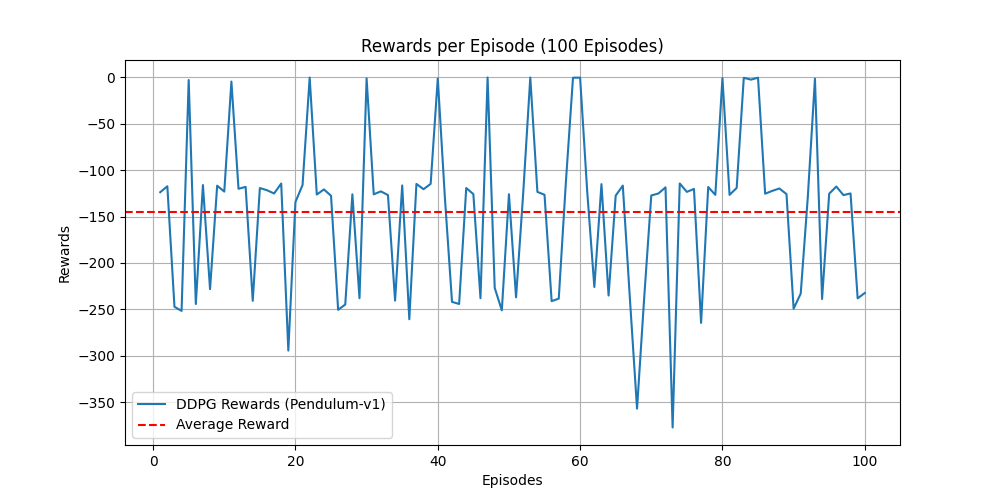 Rewards per Episode (100 Episodes)
0
−50
−100
−150
−200
−250
−300
−350
Rewards
DDPG Rewards (Pendulum-v1)
Average Reward
0 20 40 60 80 100
Episodes